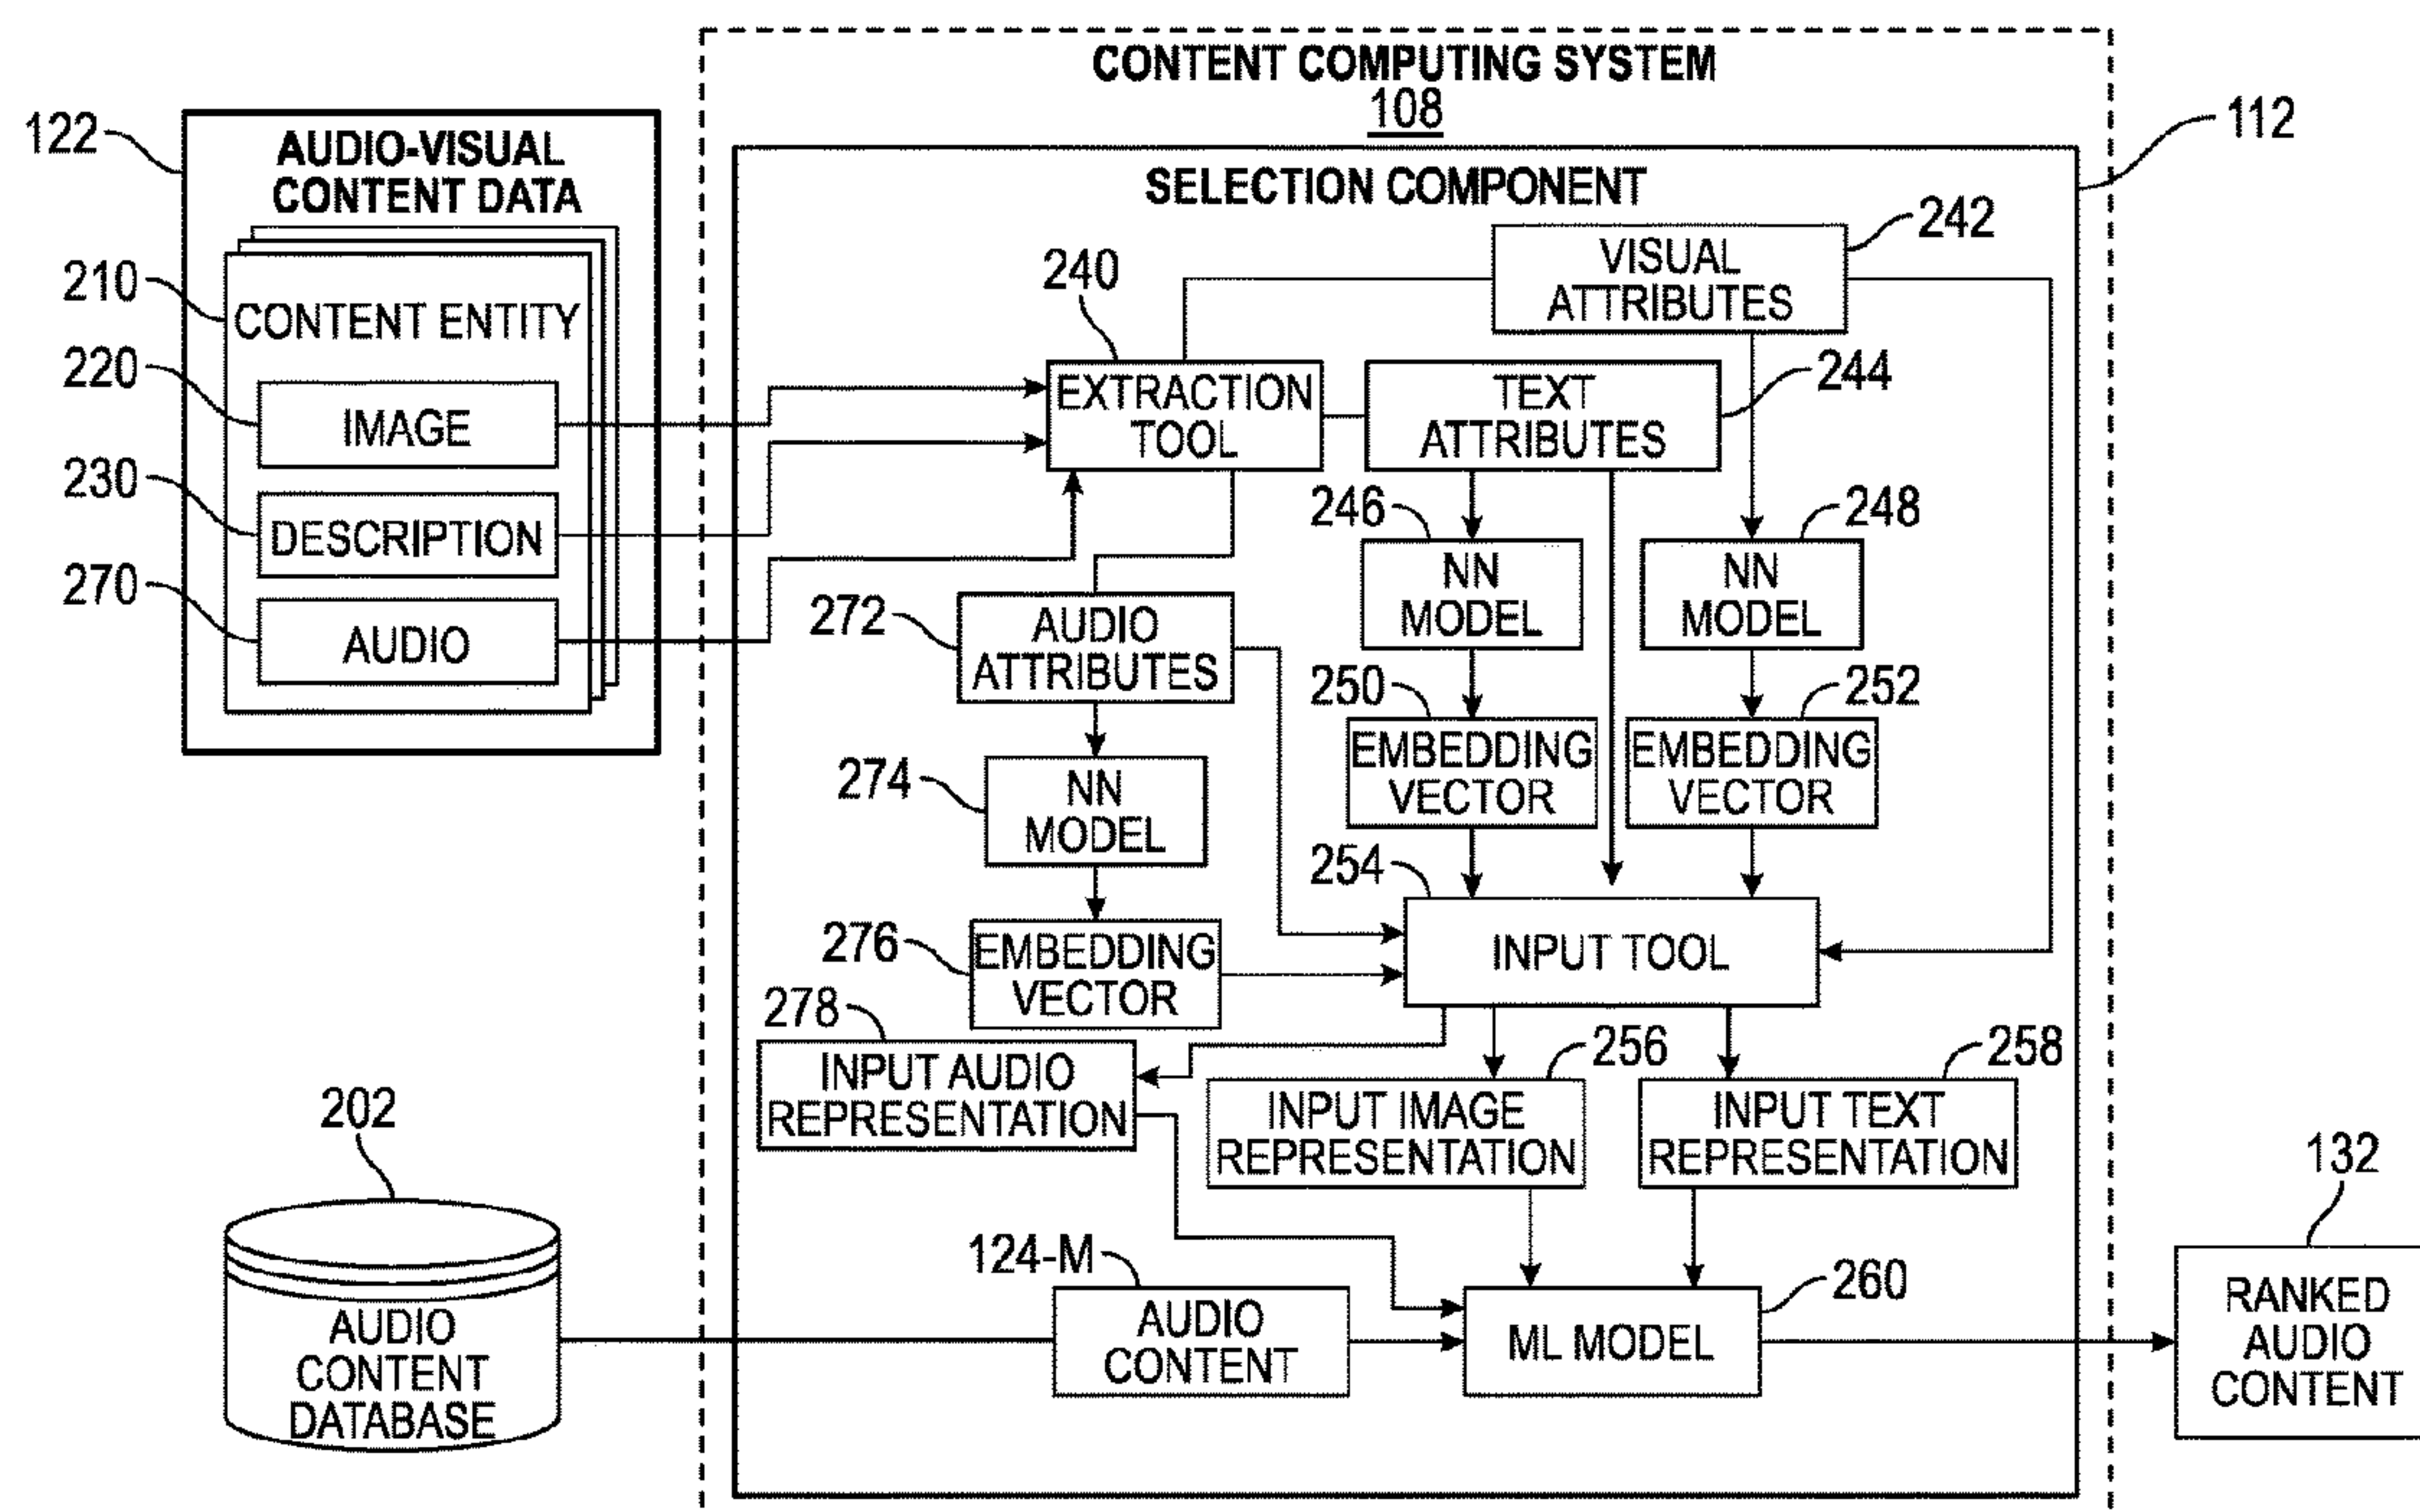 CONTENT COMPUTING SYSTEM
108
122
AUDIO-VISUAL
CONTENT DATA
210
CONTENT ENTITY
220
IMAGE
230
DESCRIPTION
270
AUDIO
112
SELECTION COMPONENT
242
VISUAL
ATTRIBUTES
240
EXTRACTION
TOOL
244
TEXT
ATTRIBUTES
246
NN
MODEL
248
NN
MODEL
272
AUDIO
ATTRIBUTES
250
EMBEDDING
VECTOR
252
EMBEDDING
VECTOR
274
NN
MODEL
254
INPUT TOOL
276
EMBEDDING
VECTOR
278
INPUT AUDIO
REPRESENTATION
256
INPUT IMAGE
REPRESENTATION
258
INPUT TEXT
REPRESENTATION
202
AUDIO
CONTENT
DATABASE
124-M
AUDIO
CONTENT
260
ML MODEL
132
RANKED
AUDIO
CONTENT